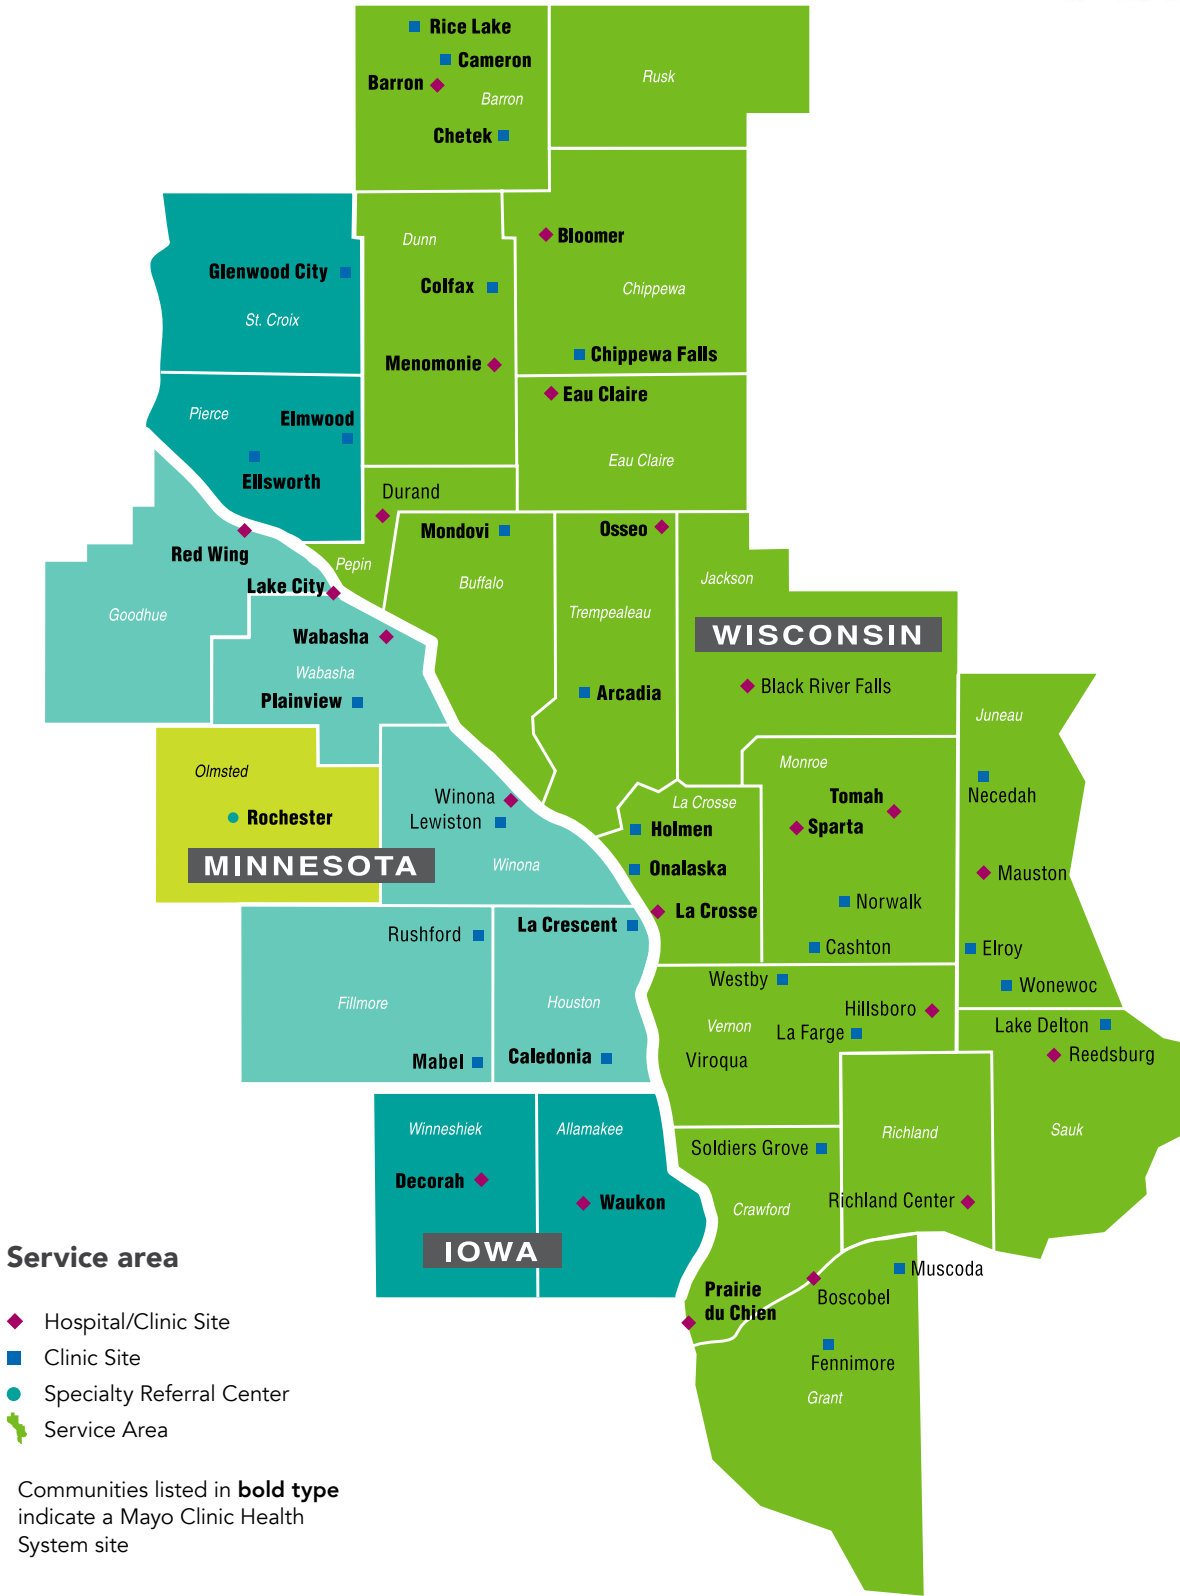 Rice Lake
Cameron
Rusk
Barron
Barron
Chetek
Bloomer
Dunn
Glenwood City
Colfax
Chippewa
St. Croix
Chippewa Falls
Menomonie
Eau Claire
Pierce
Elmwood
Eau Claire
Ellsworth
Durand
Mondovi
Osseo
Red Wing
Pepin
Jackson
Lake City
Buffalo
Goodhue
Trempealeau
Wabasha
WISCONSIN
Wabasha
Plainview
Arcadia
Black River Falls
Juneau
Olmsted
Monroe
Winona
La Crosse
Tomah
Necedah
Rochester
Lewiston
Holmen
Sparta
MINNESOTA
Winona
Onalaska
Mauston
Norwalk
La Crosse
La Crescent
Rushford
Cashton
Elroy
Westby
Wonewoc
Fillmore
Houston
Hillsboro
Vernon
La Farge
Lake Delton
Mabel
Caledonia
Viroqua
Reedsburg
Winneshiek
Allamakee
Richland
Sauk
Soldiers Grove
Decorah
Waukon
Crawford
Richland Center
IOWA
Muscoda
Prairie
du Chien
Boscobel
Fennimore
Grant
Service area
Hospital/Clinic Site
Clinic Site
Specialty Referral Center
Service Area
Communities listed in bold type
indicate a Mayo Clinic Health
System site